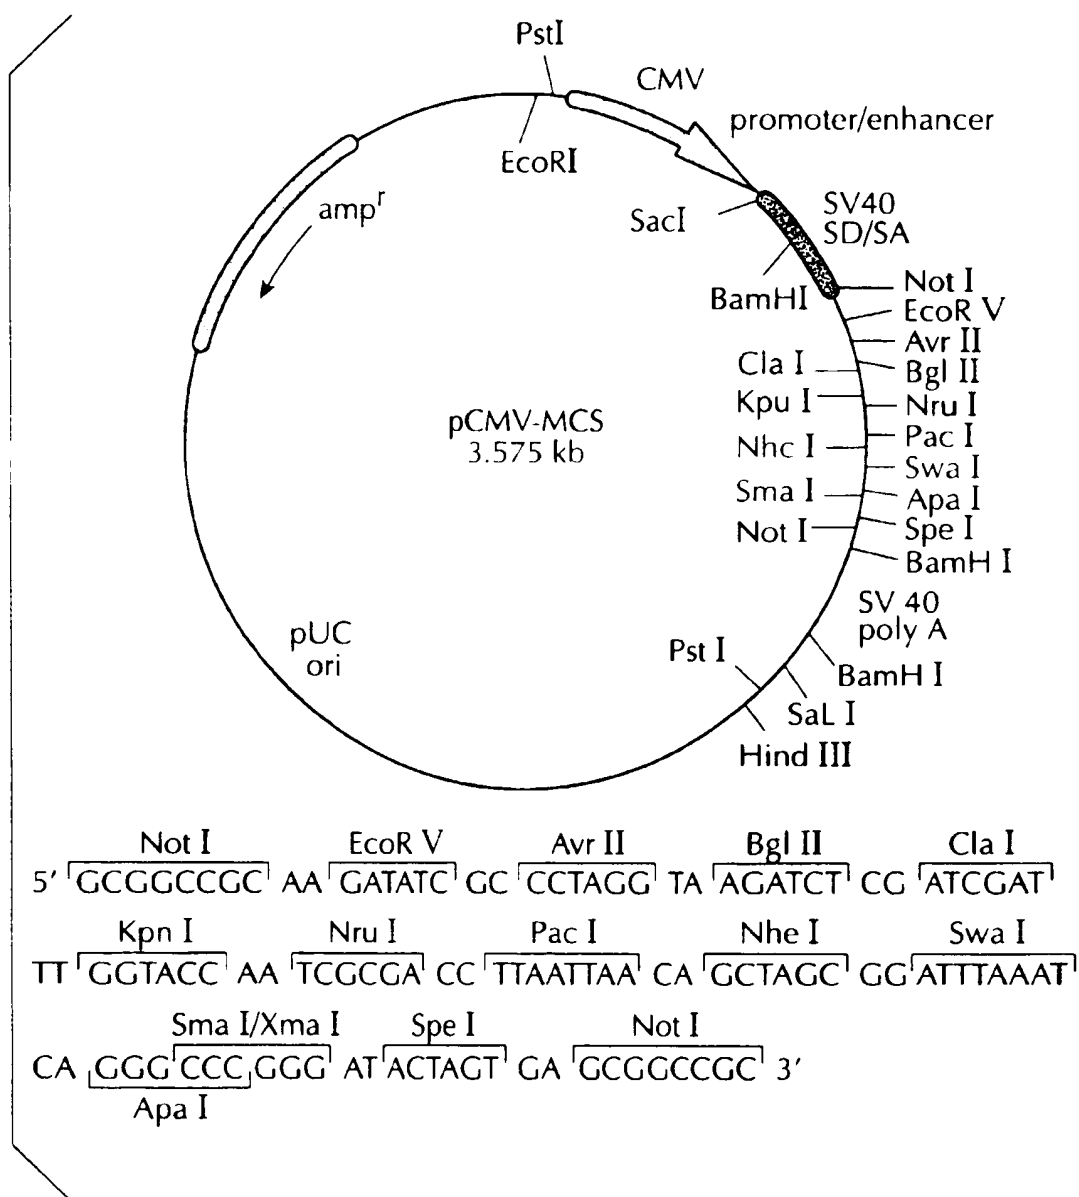 PstI
CMV
promoter/enhancer
EcoRI
amp^r
SacI
SV40
SD/SA
BamHI
Not I
EcoR V
Avr II
Cla I
Bgl II
Kpu I
Nru I
pCMV-MCS
3.575 kb
Pac I
Nhc I
Swa I
Sma I
Apa I
Not I
Spe I
BamH I
SV 40
poly A
pUC
ori
Pst I
BamH I
SaL I
Hind III
Not I EcoR V Avr II Bgl II Cla I
5' GCGGCCGC AA GATATC GC CCTAGG TA AGATCT CG ATCGAT
Kpn I Nru I Pac I Nhe I Swa I
TT GGTACC AA TCGCGA CC TTAATTAA CA GCTAGC GG ATTTAAAT
Sma I/Xma I Spe I Not I
CA GGG CCC GGG AT ACTAGT GA GCGGCCGC 3'
Apa I